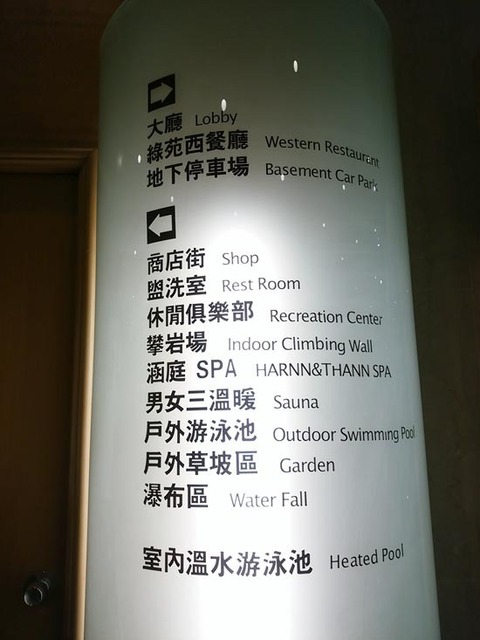 大廳 Lobby
綠苑西餐廳 Western Restaurant
地下停車場 Basement Car Park
商店街 Shop
盥洗室 Rest Room
休閒俱樂部 Recreation Center
攀岩場 Indoor Climbing Wall
涵庭 SPA HARNN&THANN SPA
男女三溫暖 Sauna
戶外游泳池 Outdoor Swimming Pool
戶外草坡區 Garden
瀑布區 Water Fall
室內溫水游泳池 Heated Pool